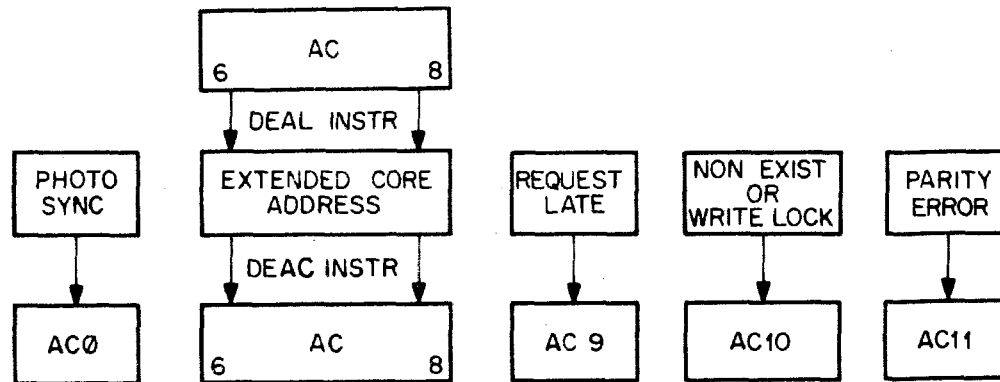 AC
6 8
DEAL INSTR
PHOTO
SYNC
EXTENDED CORE
ADDRESS
REQUEST
LATE
NON EXIST
OR
WRITE LOCK
PARITY
ERROR
DEAC INSTR
AC0
AC
6 8
AC 9
AC10
AC11